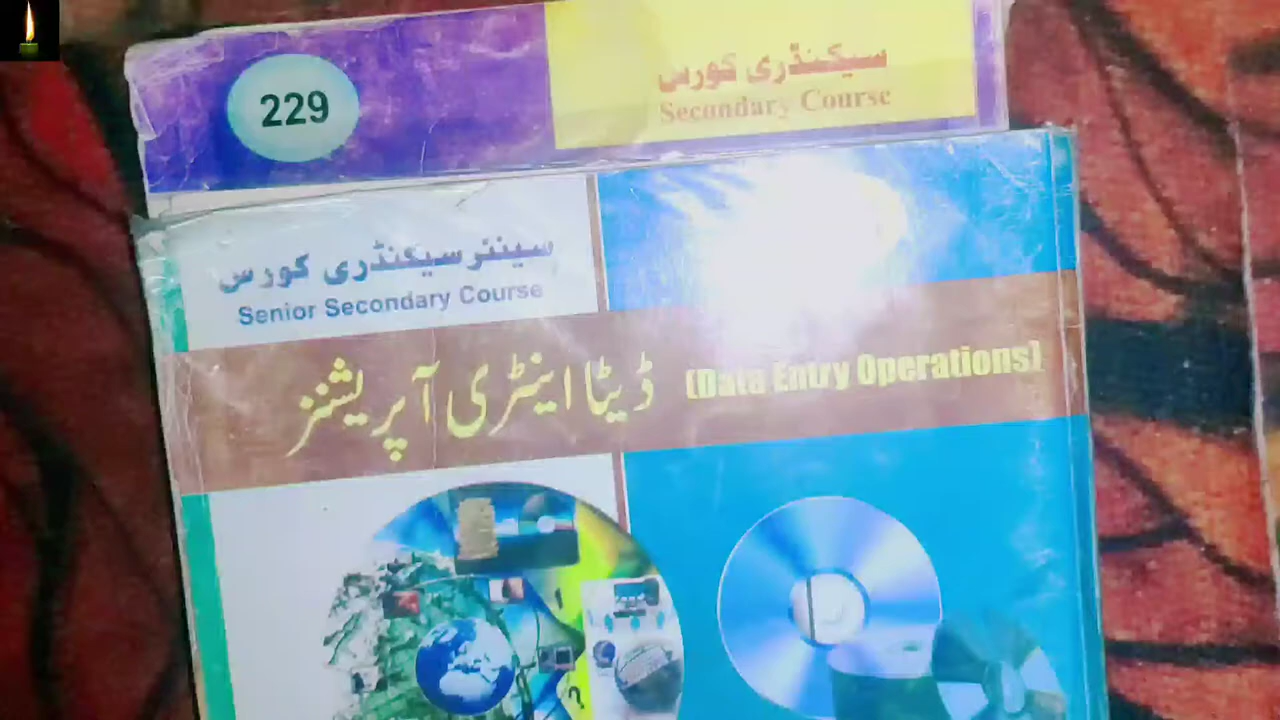 229
سیکنڈری کورس
Secondary Course
سینئر سیکنڈری کورس
Senior Secondary Course
ڈیٹا اینٹری آپریشنز (Data Entry Operations)